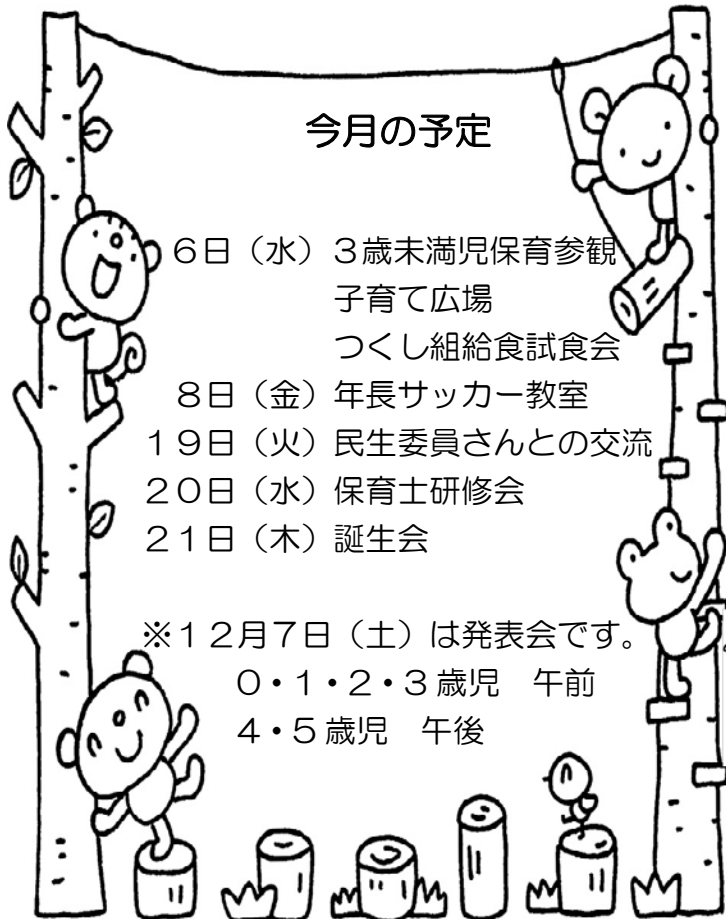 今月の予定
６日（水）３歳未満児保育参観
子育て広場
つくし組給食試食会
８日（金）年長サッカー教室
１９日（火）民生委員さんとの交流
２０日（水）保育士研修会
２１日（木）誕生会
※１２月７日（土）は発表会です。
０・１・２・３歳児　午前
４・５歳児　午後